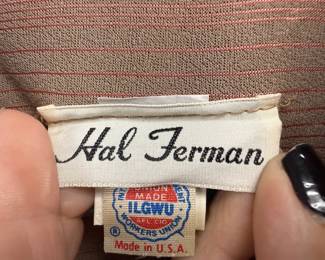 Hal Ferman
UNION
MADE
ILGWU
AFL CIO
WORKERS UNION
®
Made in U.S.A.